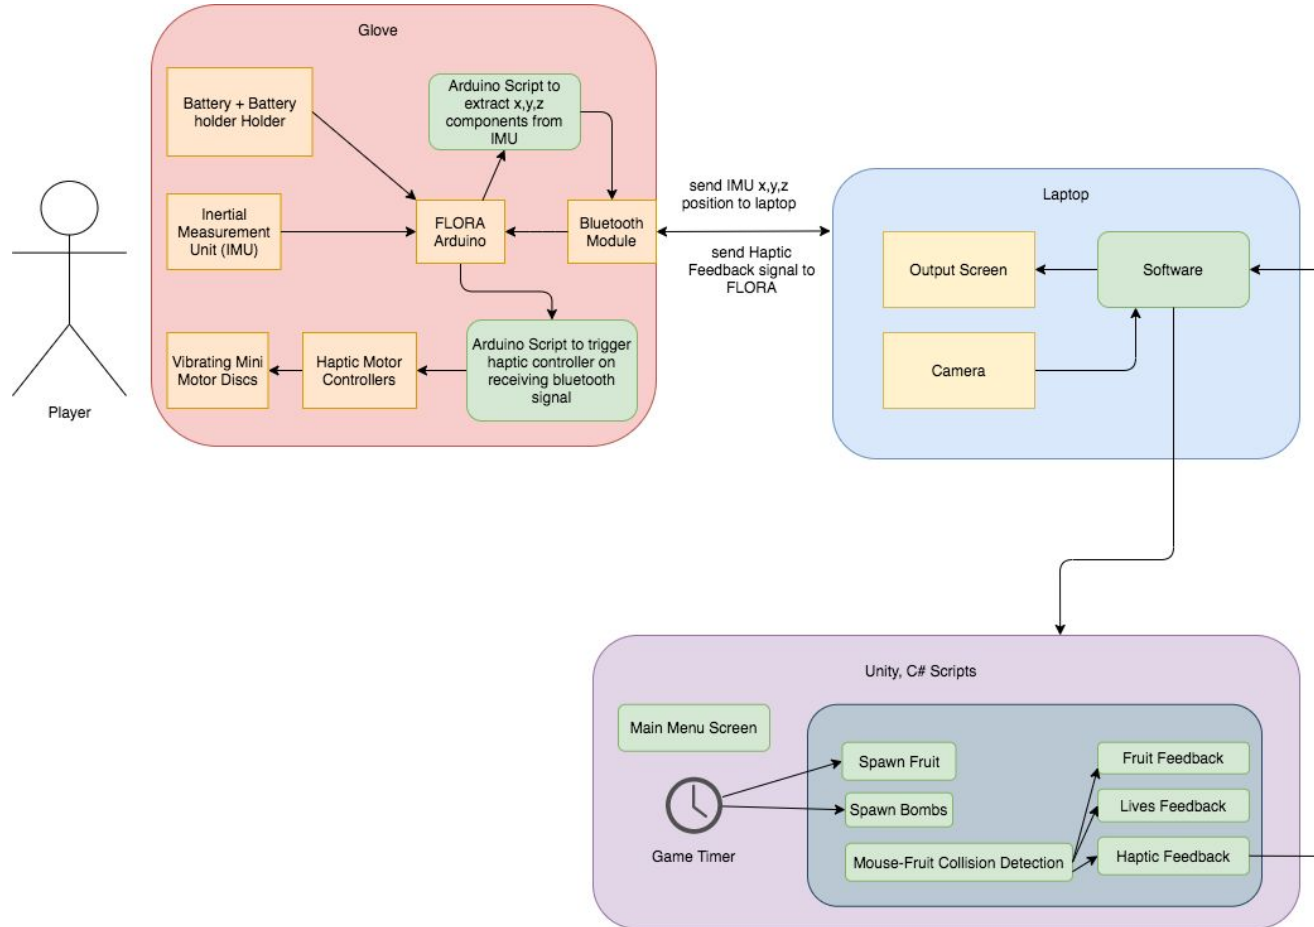 Glove
Battery + Battery
holder Holder
Arduino Script to
extract x,y,z
components from
IMU
Inertial
Measurement
Unit (IMU)
FLORA
Arduino
Bluetooth
Module
Vibrating Mini
Motor Discs
Haptic Motor
Controllers
Arduino Script to trigger
haptic controller on
receiving bluetooth
signal
Player
send IMU x,y,z
position to laptop
send Haptic
Feedback signal to
FLORA
Laptop
Output Screen
Software
Camera
Unity, C# Scripts
Main Menu Screen
Game Timer
Spawn Fruit
Spawn Bombs
Mouse-Fruit Collision Detection
Fruit Feedback
Lives Feedback
Haptic Feedback